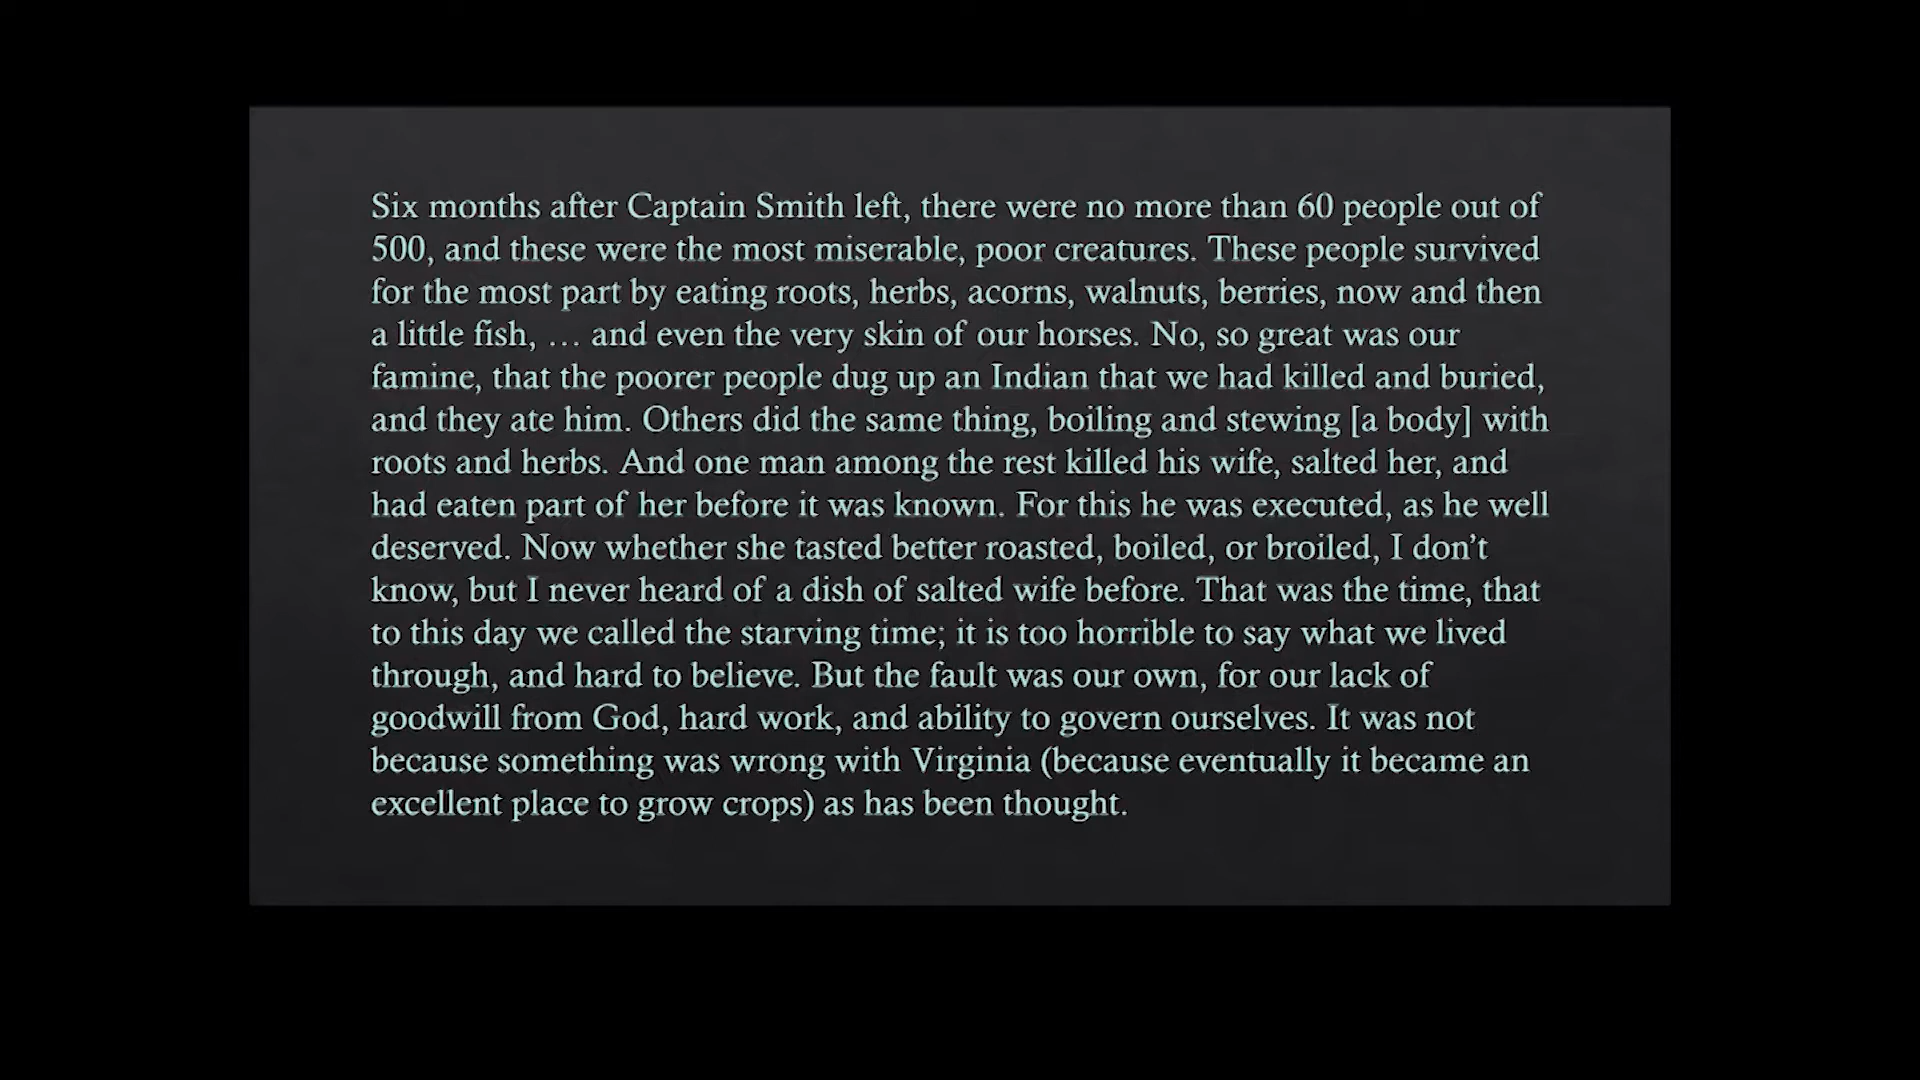 Six months after Captain Smith left, there were no more than 60 people out of
500, and these were the most miserable, poor creatures. These people survived
for the most part by eating roots, herbs, acorns, walnuts, berries, now and then
a little fish, … and even the very skin of our horses. No, so great was our
famine, that the poorer people dug up an Indian that we had killed and buried,
and they ate him. Others did the same thing, boiling and stewing [a body] with
roots and herbs. And one man among the rest killed his wife, salted her, and
had eaten part of her before it was known. For this he was executed, as he well
deserved. Now whether she tasted better roasted, boiled, or broiled, I don’t
know, but I never heard of a dish of salted wife before. That was the time, that
to this day we called the starving time; it is too horrible to say what we lived
through, and hard to believe. But the fault was our own, for our lack of
goodwill from God, hard work, and ability to govern ourselves. It was not
because something was wrong with Virginia (because eventually it became an
excellent place to grow crops) as has been thought.